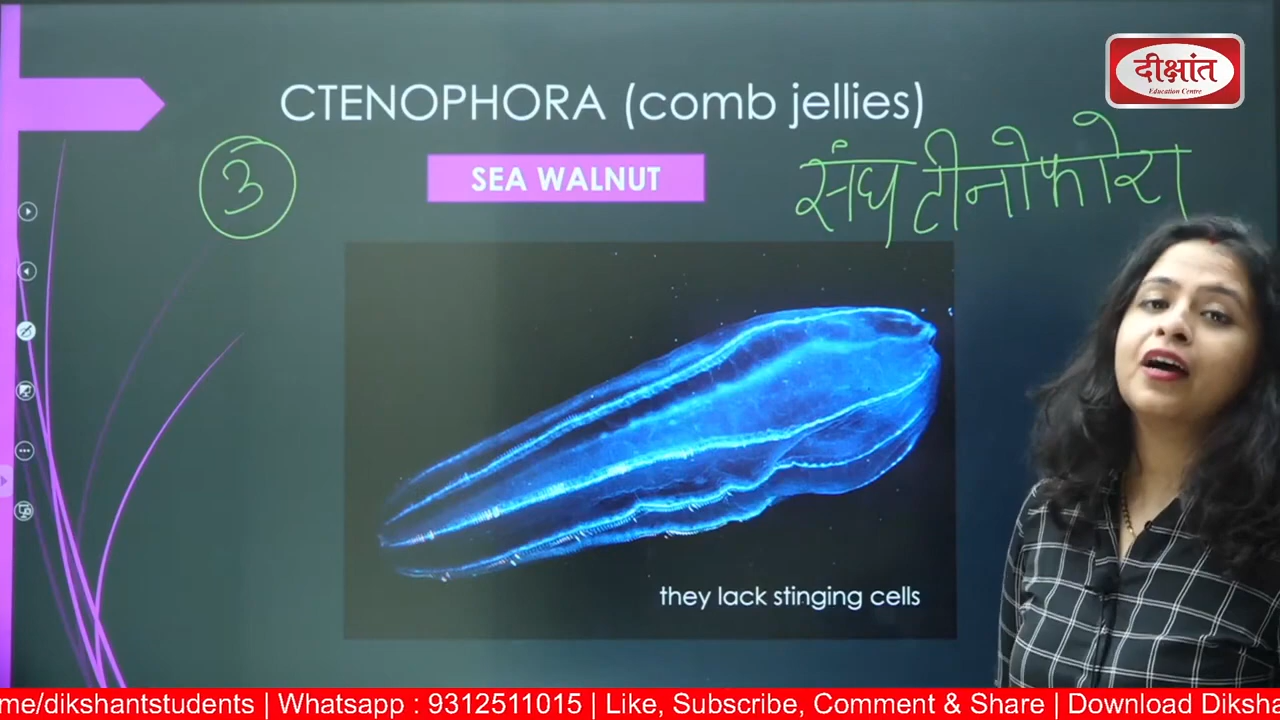 दीक्षांत
Education Centre
CTENOPHORA (comb jellies)
3
SEA WALNUT
संघ टीनोफोरा
they lack stinging cells
me/dikshantstudents | Whatsapp : 9312511015 | Like, Subscribe, Comment & Share | Download Diksha